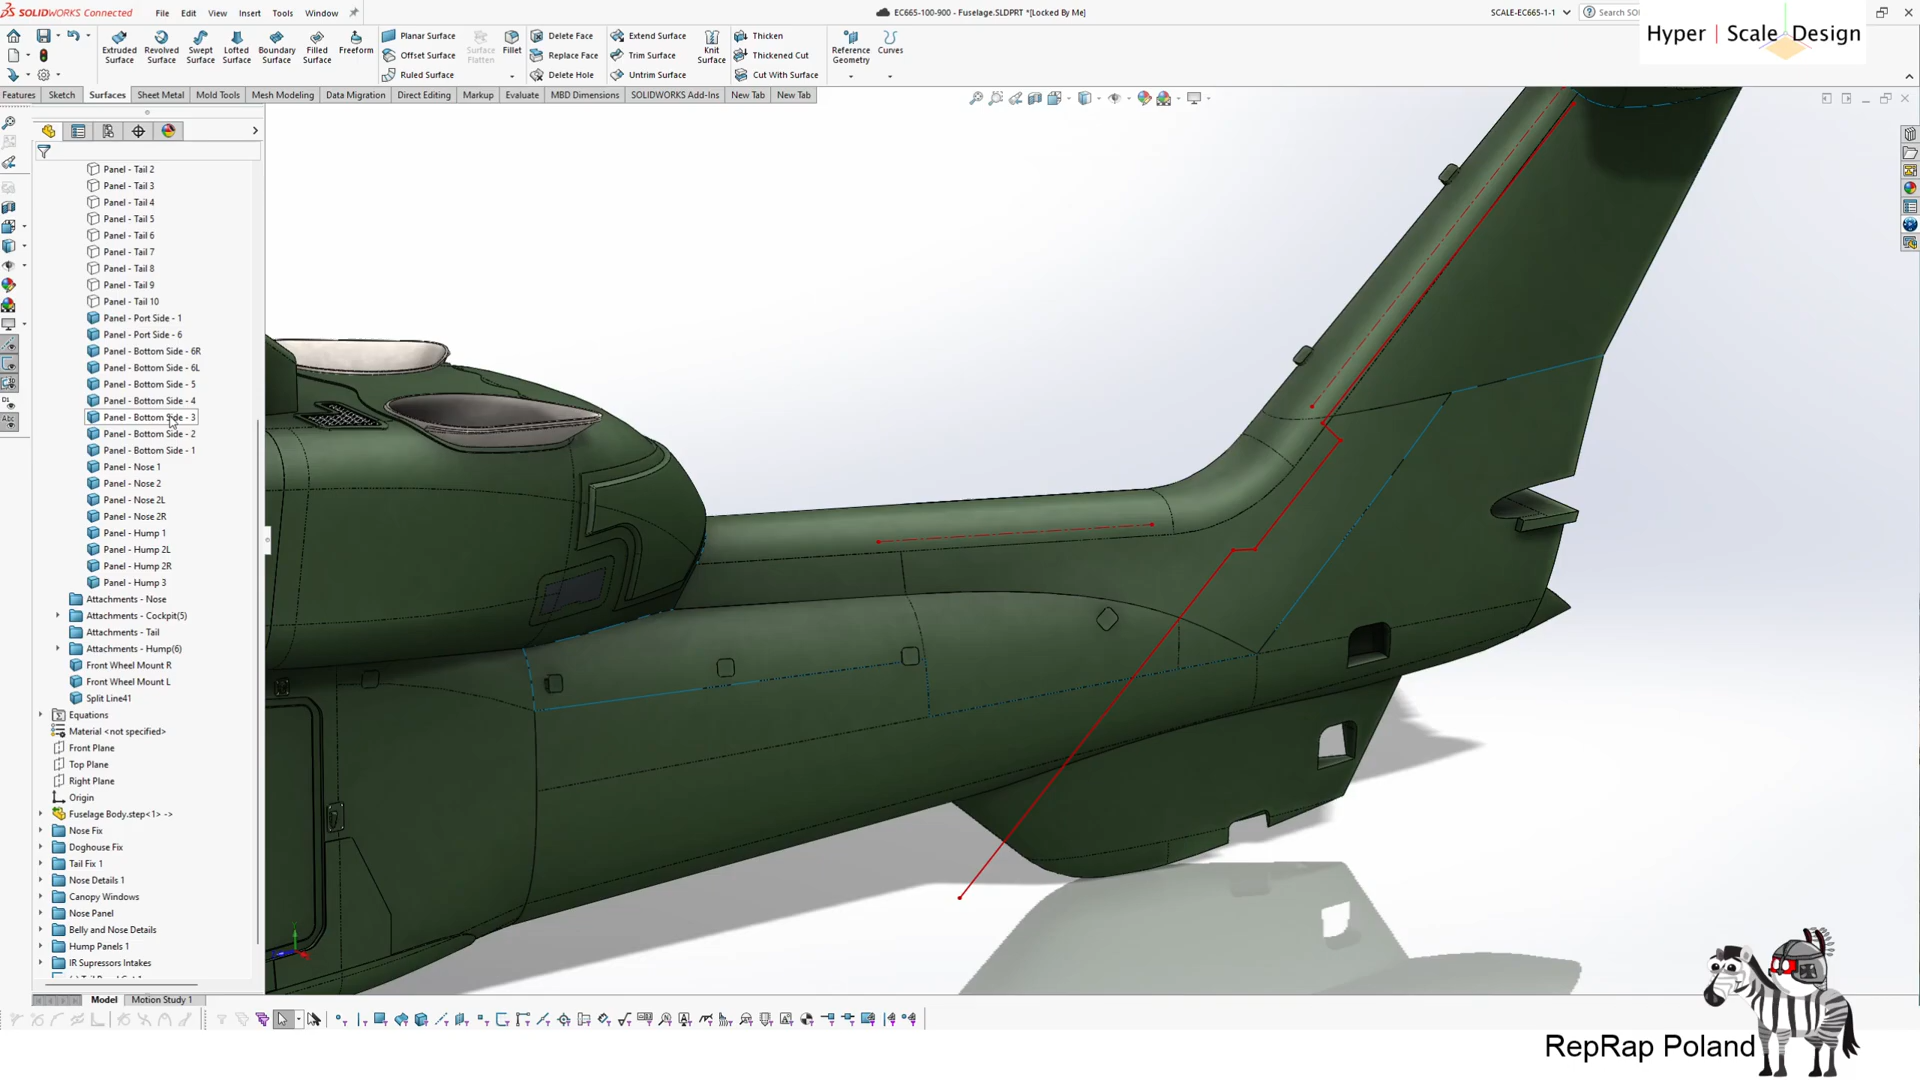 SOLIDWORKS Connected
File Edit View Insert Tools Window
EC665-100-900 - Fuselage.SLDPRT *[Locked By Me]
SCALE-EC665-1-1
Search SO
Hyper | Scale Design
Extruded Surface
Revolved Surface
Swept Surface
Lofted Surface
Boundary Surface
Filled Surface
Freeform
Planar Surface
Offset Surface
Ruled Surface
Surface Flatten
Fillet
Delete Face
Replace Face
Delete Hole
Extend Surface
Trim Surface
Untrim Surface
Knit Surface
Thicken
Thickened Cut
Cut With Surface
Reference Geometry
Curves
Features Sketch Surfaces Sheet Metal Mold Tools Mesh Modeling Data Migration Direct Editing Markup Evaluate MBD Dimensions SOLIDWORKS Add-Ins New Tab New Tab
Panel - Tail 2
Panel - Tail 3
Panel - Tail 4
Panel - Tail 5
Panel - Tail 6
Panel - Tail 7
Panel - Tail 8
Panel - Tail 9
Panel - Tail 10
Panel - Port Side - 1
Panel - Port Side - 6
Panel - Bottom Side - 6R
Panel - Bottom Side - 6L
Panel - Bottom Side - 5
Panel - Bottom Side - 4
Panel - Bottom Side - 3
Panel - Bottom Side - 2
Panel - Bottom Side - 1
Panel - Nose 1
Panel - Nose 2
Panel - Nose 2L
Panel - Nose 2R
Panel - Hump 1
Panel - Hump 2L
Panel - Hump 2R
Panel - Hump 3
Attachments - Nose
Attachments - Cockpit(5)
Attachments - Tail
Attachments - Hump(6)
Front Wheel Mount R
Front Wheel Mount L
Split Line41
Equations
Material <not specified>
Front Plane
Top Plane
Right Plane
Origin
Fuselage Body.step<1> ->
Nose Fix
Doghouse Fix
Tail Fix 1
Nose Details 1
Canopy Windows
Nose Panel
Belly and Nose Details
Hump Panels 1
IR Supressors Intakes
Model Motion Study 1
RepRap Poland